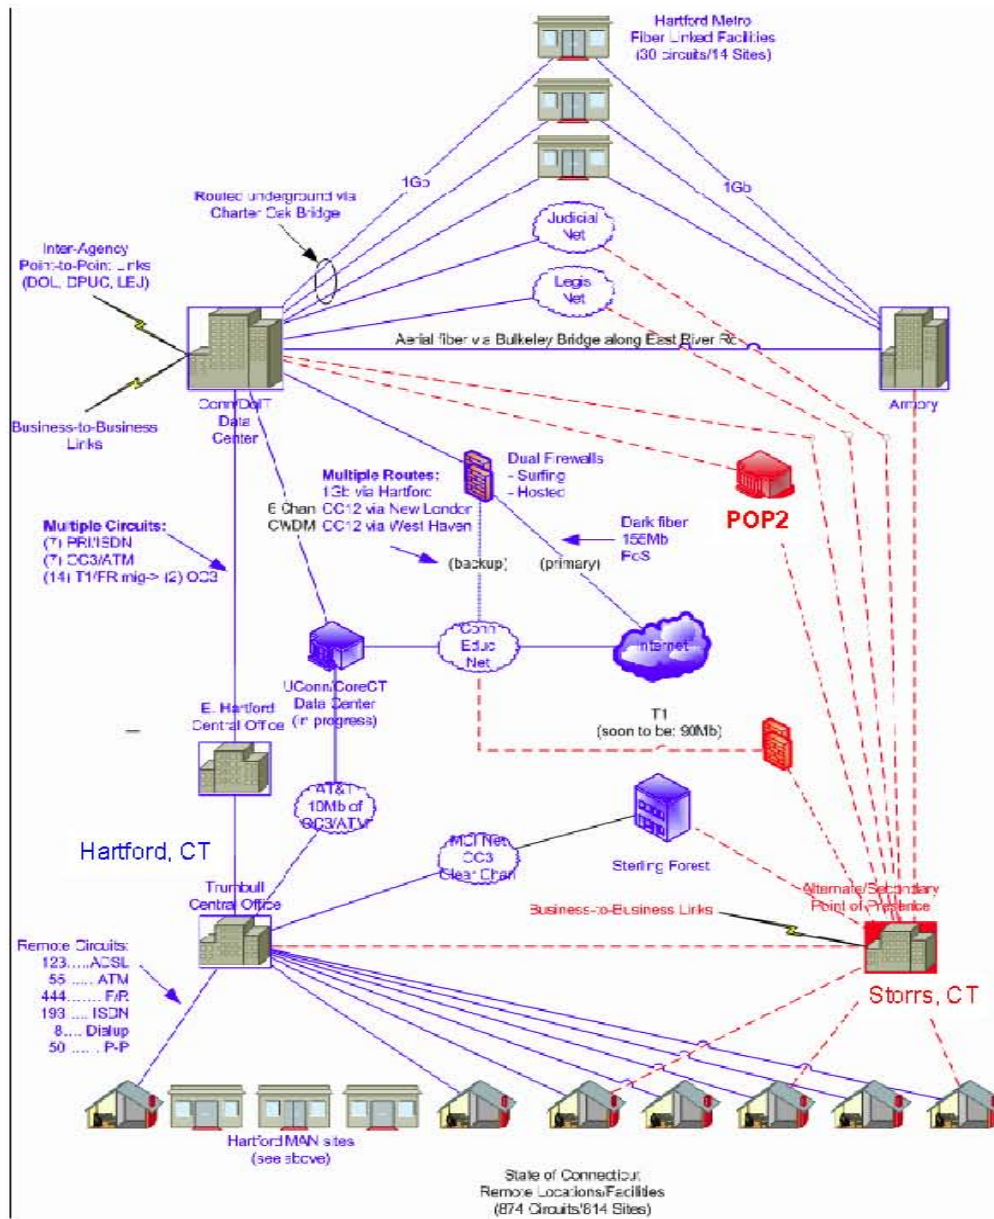 Hartford Metro
Fiber Linked Facilities
(30 circuits/14 Sites)
1Gb
1Gb
Routed underground via
Charter Oak Bridge
Judicial
Net
Inter-Agency
Point-to-Point Links
(DOL, DPUC, LEJ)
Legis
Net
Aerial fiber via Bulkeley Bridge along East River Rd
Conn/DoIT
Data
Center
Armory
Business-to-Business
Links
Dual Firewalls
- Surfing
- Hosted
POP2
Multiple Routes:
1Gb via Hartford
6 Chan OC12 via New London
CWDM OC12 via West Haven
Dark fiber
155Mb
PoS
Multiple Circuits:
(7) PRI/ISDN
(7) OC3/ATM
(14) T1/FR mig-> (2) OC3
(backup)
(primary)
Conn
Educ
Net
Internet
UConn/CoreCT
Data Center
(in progress)
E. Hartford
Central Office
T1
(soon to be: 90Mb)
AT&T
10Mb of
OC3/ATM
Hartford, CT
MCI Net
OC3
Clear Chan
Sterling Forest
Trumbull
Central Office
Alternate/Secondary
Point of Presence
Business-to-Business Links
Storrs, CT
Remote Circuits:
123.....ADSL
55 ..... ATM
444....... F/R
193 .... ISDN
8.... Dialup
50 ...... P-P
Hartford MAN sites
(see above)
State of Connecticut
Remote Locations/Facilities
(874 Circuits/814 Sites)